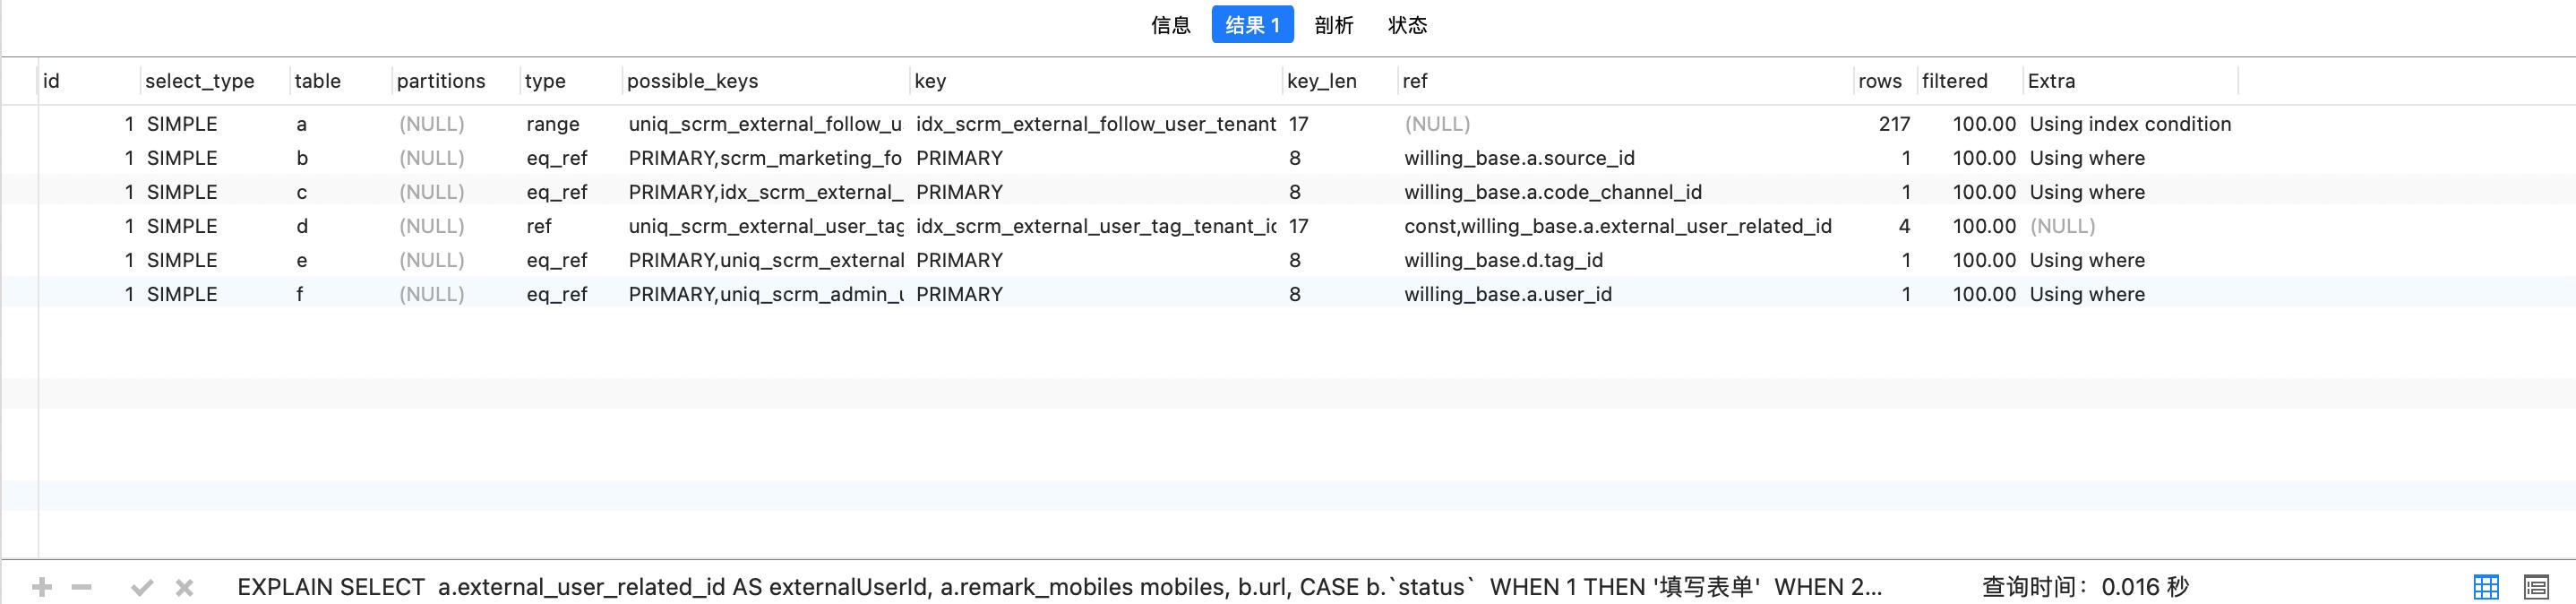 信息 结果 1 剖析 状态
id select_type table partitions type possible_keys key key_len ref rows filtered Extra
1 SIMPLE a (NULL) range uniq_scrm_external_follow_u idx_scrm_external_follow_user_tenant 17 (NULL) 217 100.00 Using index condition
1 SIMPLE b (NULL) eq_ref PRIMARY,scrm_marketing_fo PRIMARY 8 willing_base.a.source_id 1 100.00 Using where
1 SIMPLE c (NULL) eq_ref PRIMARY,idx_scrm_external_ PRIMARY 8 willing_base.a.code_channel_id 1 100.00 Using where
1 SIMPLE d (NULL) ref uniq_scrm_external_user_tag idx_scrm_external_user_tag_tenant_id 17 const,willing_base.a.external_user_related_id 4 100.00 (NULL)
1 SIMPLE e (NULL) eq_ref PRIMARY,uniq_scrm_external PRIMARY 8 willing_base.d.tag_id 1 100.00 Using where
1 SIMPLE f (NULL) eq_ref PRIMARY,uniq_scrm_admin_u PRIMARY 8 willing_base.a.user_id 1 100.00 Using where
EXPLAIN SELECT a.external_user_related_id AS externalUserId, a.remark_mobiles mobiles, b.url, CASE b.`status` WHEN 1 THEN '填写表单' WHEN 2... 查询时间：0.016 秒